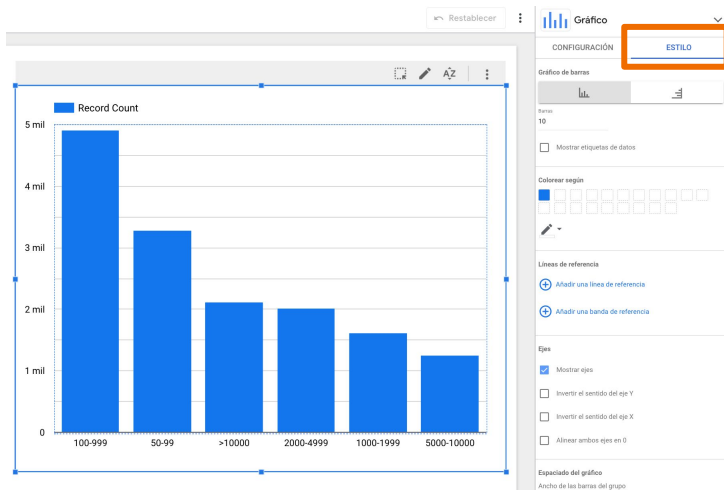 Restablecer
Gráfico
CONFIGURACIÓN
ESTILO
Gráfico de barras
Barras
10
Mostrar etiquetas de datos
Colorear según
Líneas de referencia
Añadir una línea de referencia
Añadir una banda de referencia
Ejes
Mostrar ejes
Invertir el sentido del eje Y
Invertir el sentido del eje X
Alinear ambos ejes en 0
Espaciado del gráfico
Ancho de las barras del grupo
AZ
Record Count
5 mil
4 mil
3 mil
2 mil
1 mil
0
100-999 50-99 >10000 2000-4999 1000-1999 5000-10000